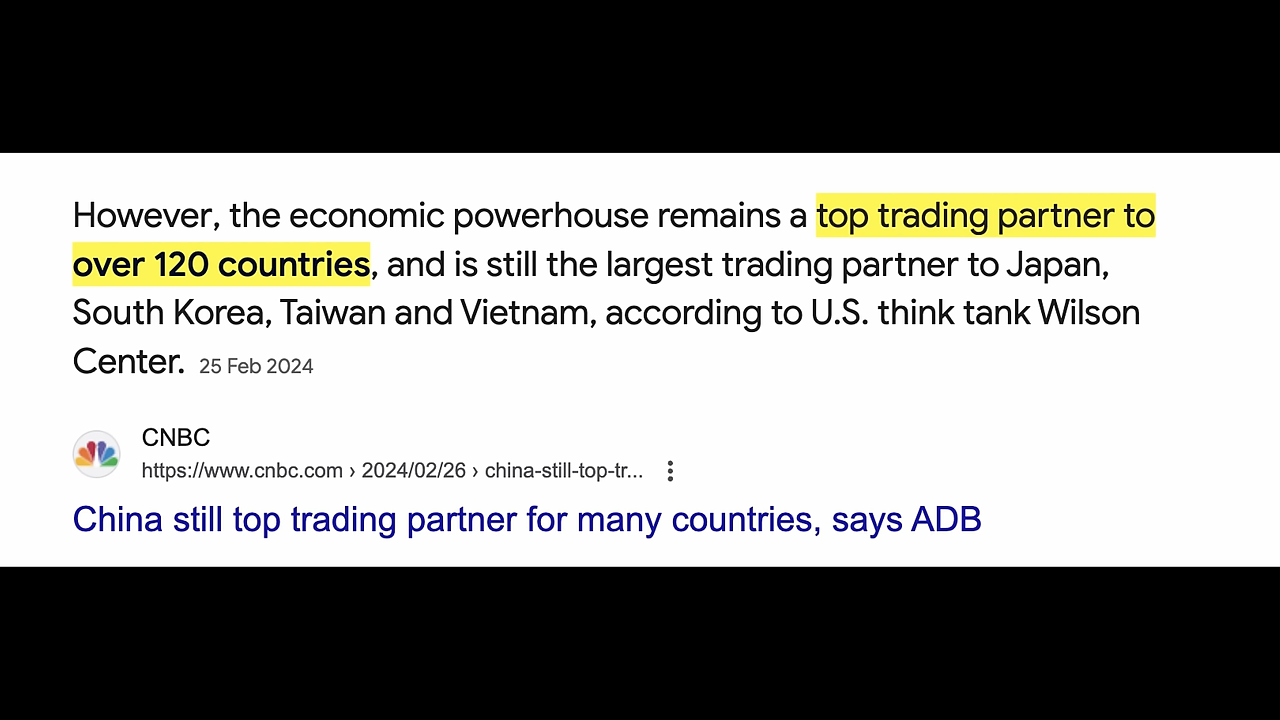 However, the economic powerhouse remains a top trading partner to
over 120 countries, and is still the largest trading partner to Japan,
South Korea, Taiwan and Vietnam, according to U.S. think tank Wilson
Center. 25 Feb 2024
CNBC
https://www.cnbc.com › 2024/02/26 › china-still-top-tr...
China still top trading partner for many countries, says ADB